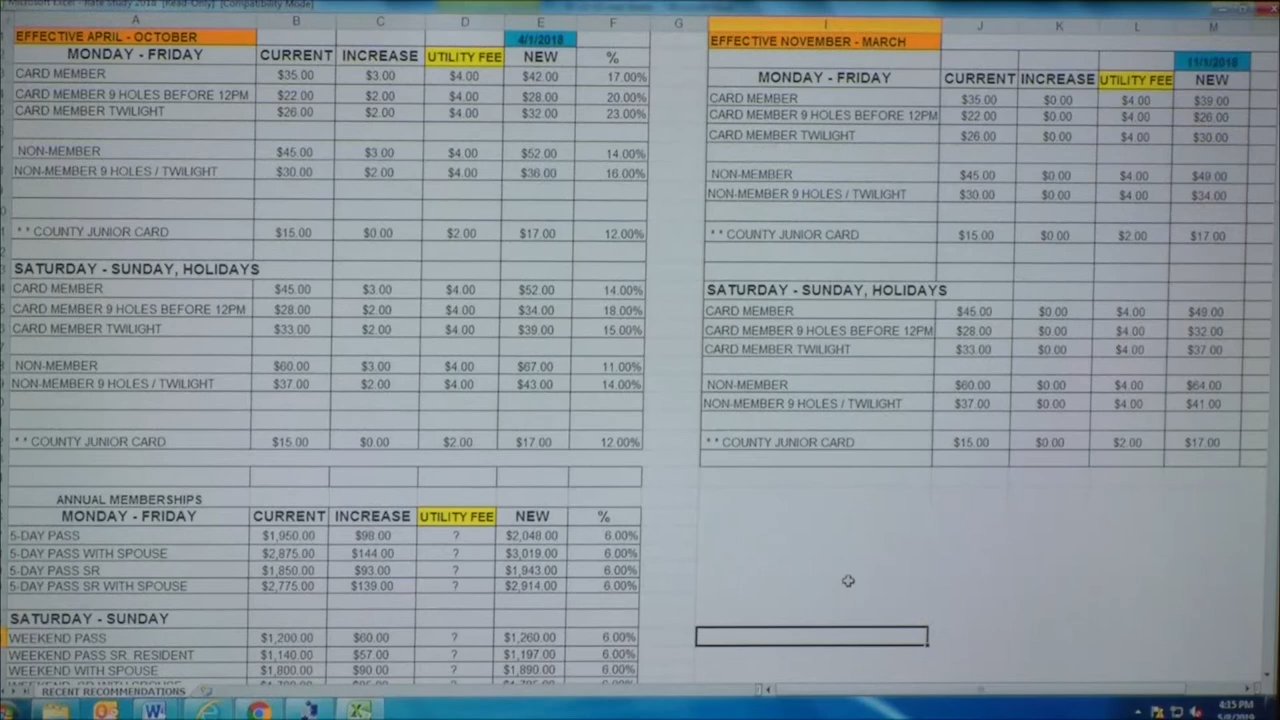 Microsoft Excel - Rate Study 2018 [Read-Only] [Compatibility Mode]
A B C D E F G I J K L M
EFFECTIVE APRIL - OCTOBER 4/1/2018
MONDAY - FRIDAY CURRENT INCREASE UTILITY FEE NEW %
CARD MEMBER $35.00 $3.00 $4.00 $42.00 17.00%
CARD MEMBER 9 HOLES BEFORE 12PM $22.00 $2.00 $4.00 $28.00 20.00%
CARD MEMBER TWILIGHT $26.00 $2.00 $4.00 $32.00 23.00%
NON-MEMBER $45.00 $3.00 $4.00 $52.00 14.00%
NON-MEMBER 9 HOLES / TWILIGHT $30.00 $2.00 $4.00 $36.00 16.00%
* * COUNTY JUNIOR CARD $15.00 $0.00 $2.00 $17.00 12.00%
SATURDAY - SUNDAY, HOLIDAYS
CARD MEMBER $45.00 $3.00 $4.00 $52.00 14.00%
CARD MEMBER 9 HOLES BEFORE 12PM $28.00 $2.00 $4.00 $34.00 18.00%
CARD MEMBER TWILIGHT $33.00 $2.00 $4.00 $39.00 15.00%
NON-MEMBER $60.00 $3.00 $4.00 $67.00 11.00%
NON-MEMBER 9 HOLES / TWILIGHT $37.00 $2.00 $4.00 $43.00 14.00%
* * COUNTY JUNIOR CARD $15.00 $0.00 $2.00 $17.00 12.00%
ANNUAL MEMBERSHIPS
MONDAY - FRIDAY CURRENT INCREASE UTILITY FEE NEW %
5-DAY PASS $1,950.00 $98.00 ? $2,048.00 6.00%
5-DAY PASS WITH SPOUSE $2,875.00 $144.00 ? $3,019.00 6.00%
5-DAY PASS SR $1,850.00 $93.00 ? $1,943.00 6.00%
5-DAY PASS SR WITH SPOUSE $2,775.00 $139.00 ? $2,914.00 6.00%
SATURDAY - SUNDAY
WEEKEND PASS $1,200.00 $60.00 ? $1,260.00 6.00%
WEEKEND PASS SR. RESIDENT $1,140.00 $57.00 ? $1,197.00 6.00%
WEEKEND WITH SPOUSE $1,800.00 $90.00 ? $1,890.00 6.00%
EFFECTIVE NOVEMBER - MARCH
11/1/2018
MONDAY - FRIDAY CURRENT INCREASE UTILITY FEE NEW
CARD MEMBER $35.00 $0.00 $4.00 $39.00
CARD MEMBER 9 HOLES BEFORE 12PM $22.00 $0.00 $4.00 $26.00
CARD MEMBER TWILIGHT $26.00 $0.00 $4.00 $30.00
NON-MEMBER $45.00 $0.00 $4.00 $49.00
NON-MEMBER 9 HOLES / TWILIGHT $30.00 $0.00 $4.00 $34.00
* * COUNTY JUNIOR CARD $15.00 $0.00 $2.00 $17.00
SATURDAY - SUNDAY, HOLIDAYS
CARD MEMBER $45.00 $0.00 $4.00 $49.00
CARD MEMBER 9 HOLES BEFORE 12PM $28.00 $0.00 $4.00 $32.00
CARD MEMBER TWILIGHT $33.00 $0.00 $4.00 $37.00
NON-MEMBER $60.00 $0.00 $4.00 $64.00
NON-MEMBER 9 HOLES / TWILIGHT $37.00 $0.00 $4.00 $41.00
* * COUNTY JUNIOR CARD $15.00 $0.00 $2.00 $17.00
RECENT RECOMMENDATIONS
4:15 PM